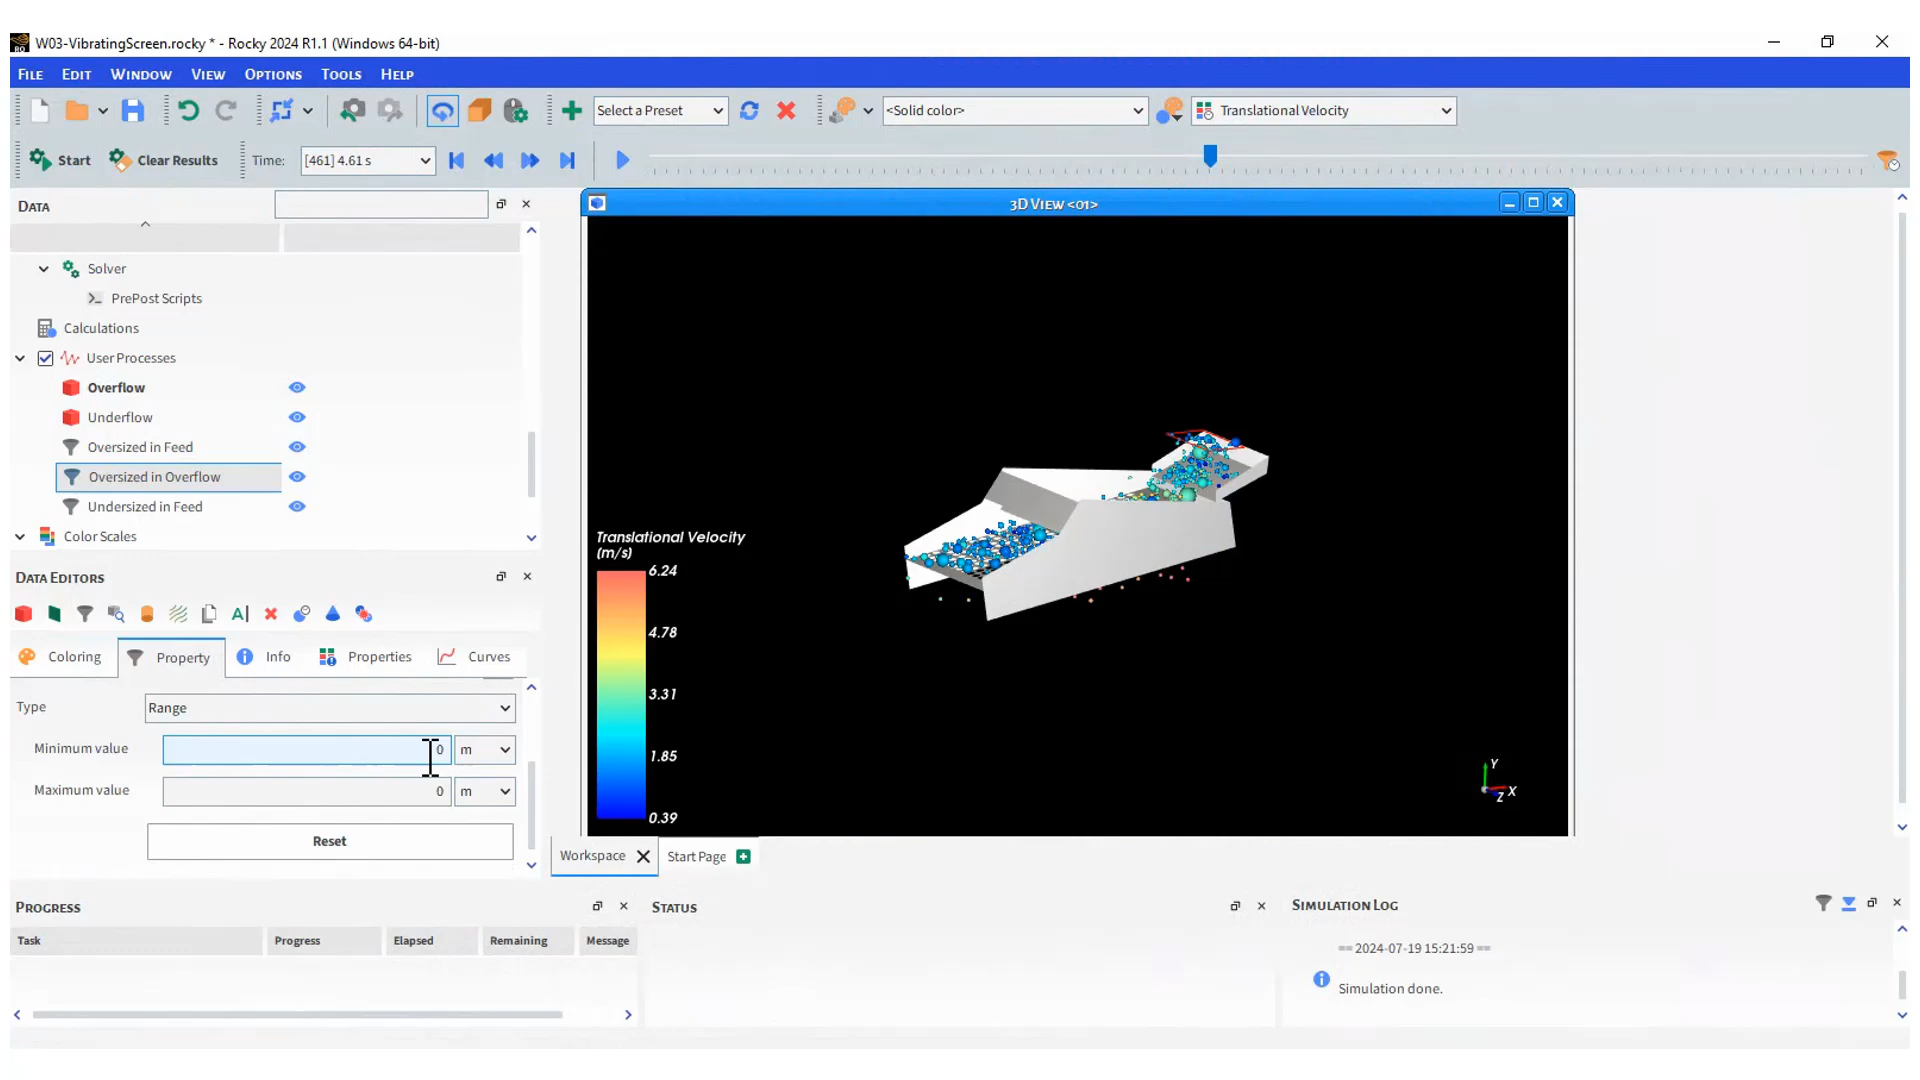 W03-VibratingScreen.rocky * - Rocky 2024 R1.1 (Windows 64-bit)
FILE EDIT WINDOW VIEW OPTIONS TOOLS HELP
Select a Preset <Solid color> Translational Velocity
Start Clear Results Time: [461] 4.61 s
DATA
3D VIEW <01>
Solver
PrePost Scripts
Calculations
User Processes
Overflow
Underflow
Oversized in Feed
Oversized in Overflow
Undersized in Feed
Color Scales
DATA EDITORS
Coloring Property Info Properties Curves
Type Range
Minimum value 0 m
Maximum value 0 m
Reset
Translational Velocity
(m/s)
6.24
4.78
3.31
1.85
0.39
Y
X
Z
Workspace Start Page
PROGRESS
Task Progress Elapsed Remaining Message
STATUS
SIMULATION LOG
== 2024-07-19 15:21:59 ==
Simulation done.